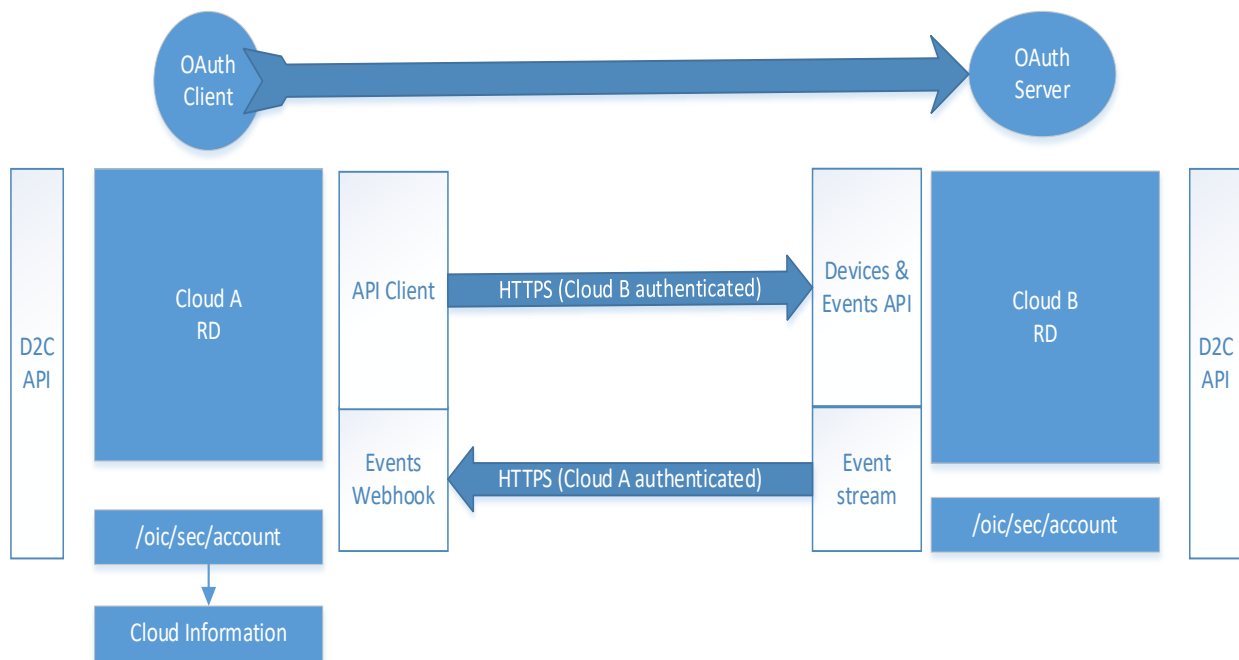 OAuth
Client
OAuth
Server
D2C
API
Cloud A
RD
API Client
HTTPS (Cloud B authenticated)
Devices &
Events API
Cloud B
RD
D2C
API
Events
Webhook
HTTPS (Cloud A authenticated)
Event
stream
/oic/sec/account
/oic/sec/account
Cloud Information